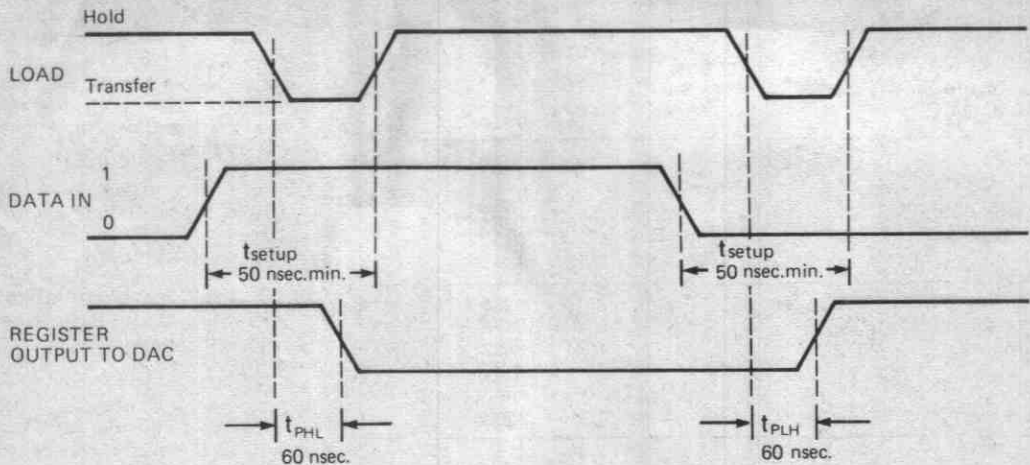 Hold
LOAD
Transfer
1
DATA IN
0
tsetup
50 nsec.min.
tsetup
50 nsec.min.
REGISTER
OUTPUT TO DAC
tPHL
60 nsec.
tPLH
60 nsec.